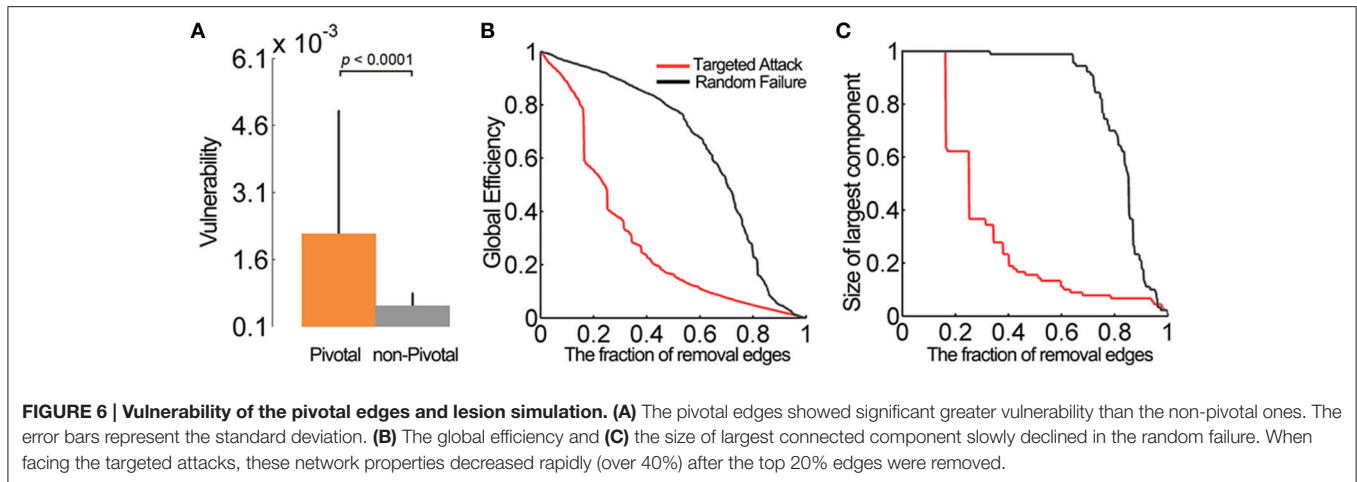 A
x 10⁻³
6.1
4.6
3.1
1.6
0.1
Vulnerability
p < 0.0001
Pivotal
non-Pivotal
B
1
0.8
0.6
0.4
0.2
Global Efficiency
Targeted Attack
Random Failure
0 0.2 0.4 0.6 0.8 1
The fraction of removal edges
C
1
0.8
0.6
0.4
0.2
Size of largest component
0 0.2 0.4 0.6 0.8 1
The fraction of removal edges
FIGURE 6 | Vulnerability of the pivotal edges and lesion simulation. (A) The pivotal edges showed significant greater vulnerability than the non-pivotal ones. The
error bars represent the standard deviation. (B) The global efficiency and (C) the size of largest connected component slowly declined in the random failure. When
facing the targeted attacks, these network properties decreased rapidly (over 40%) after the top 20% edges were removed.